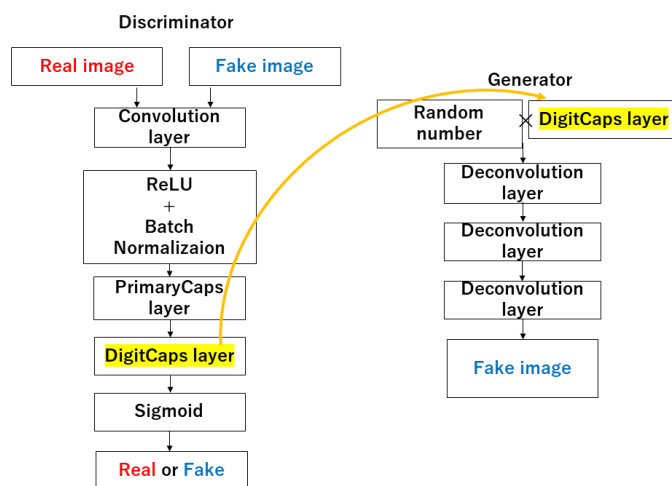 Discriminator
Real image
Fake image
Convolution
layer
ReLU
+
Batch
Normalizaion
PrimaryCaps
layer
DigitCaps layer
Sigmoid
Real or Fake
Generator
Random
number
×
DigitCaps layer
Deconvolution
layer
Deconvolution
layer
Deconvolution
layer
Fake image